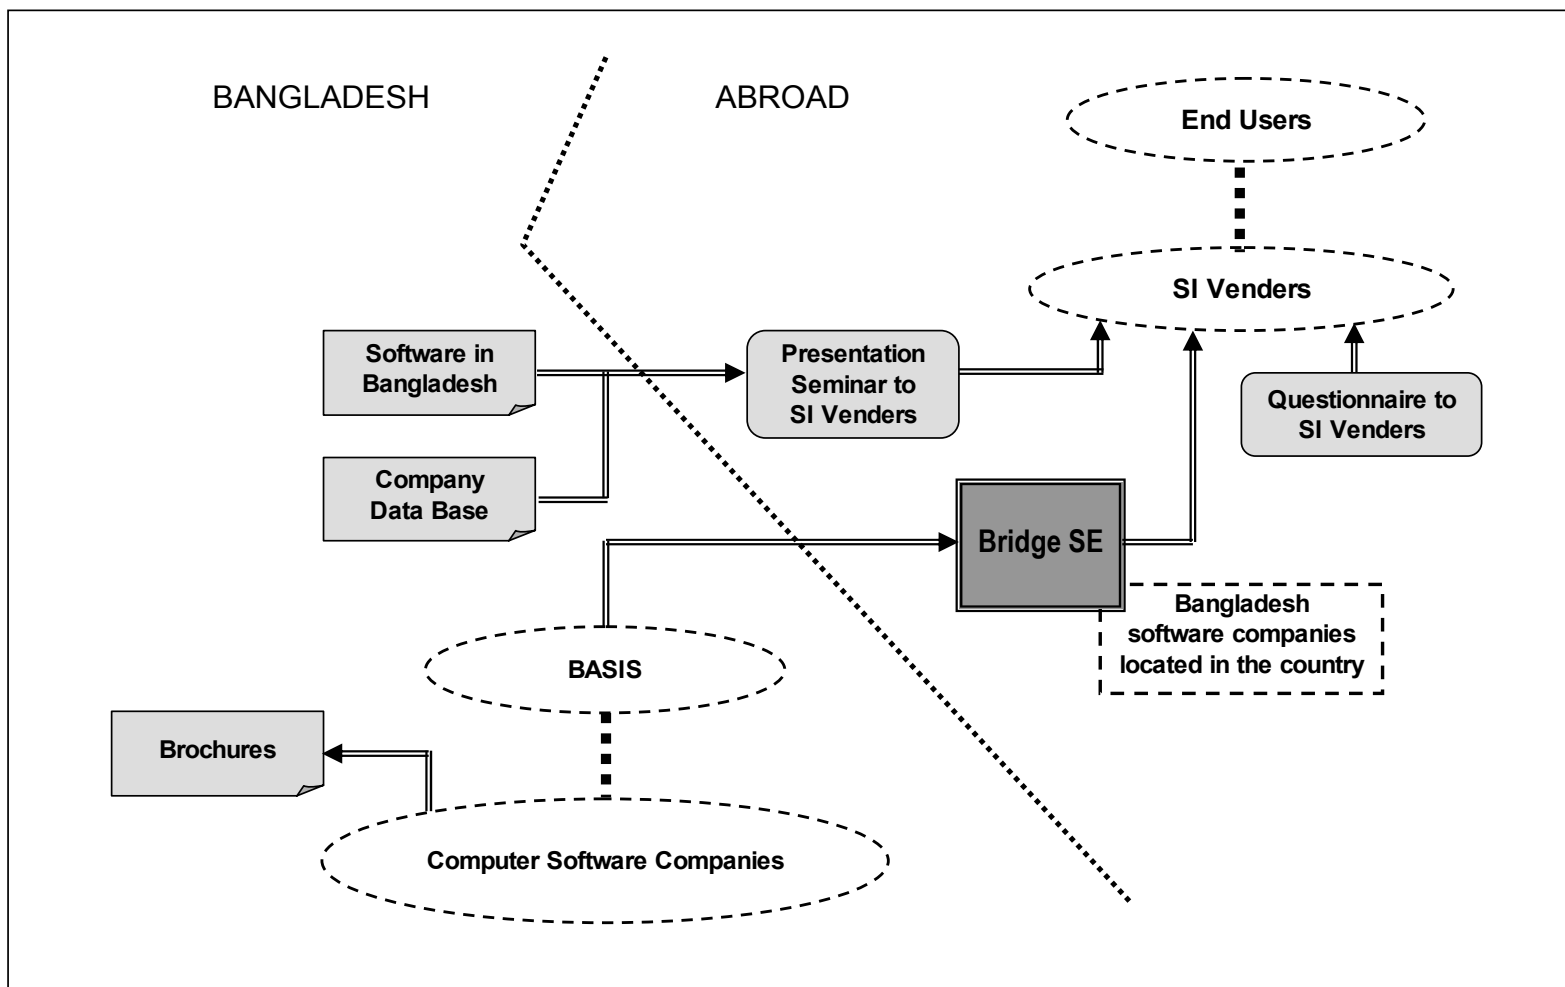 BANGLADESH
ABROAD
End Users
SI Venders
Software in
Bangladesh
Presentation
Seminar to
SI Venders
Questionnaire to
SI Venders
Company
Data Base
Bridge SE
Bangladesh
software companies
located in the country
BASIS
Brochures
Computer Software Companies